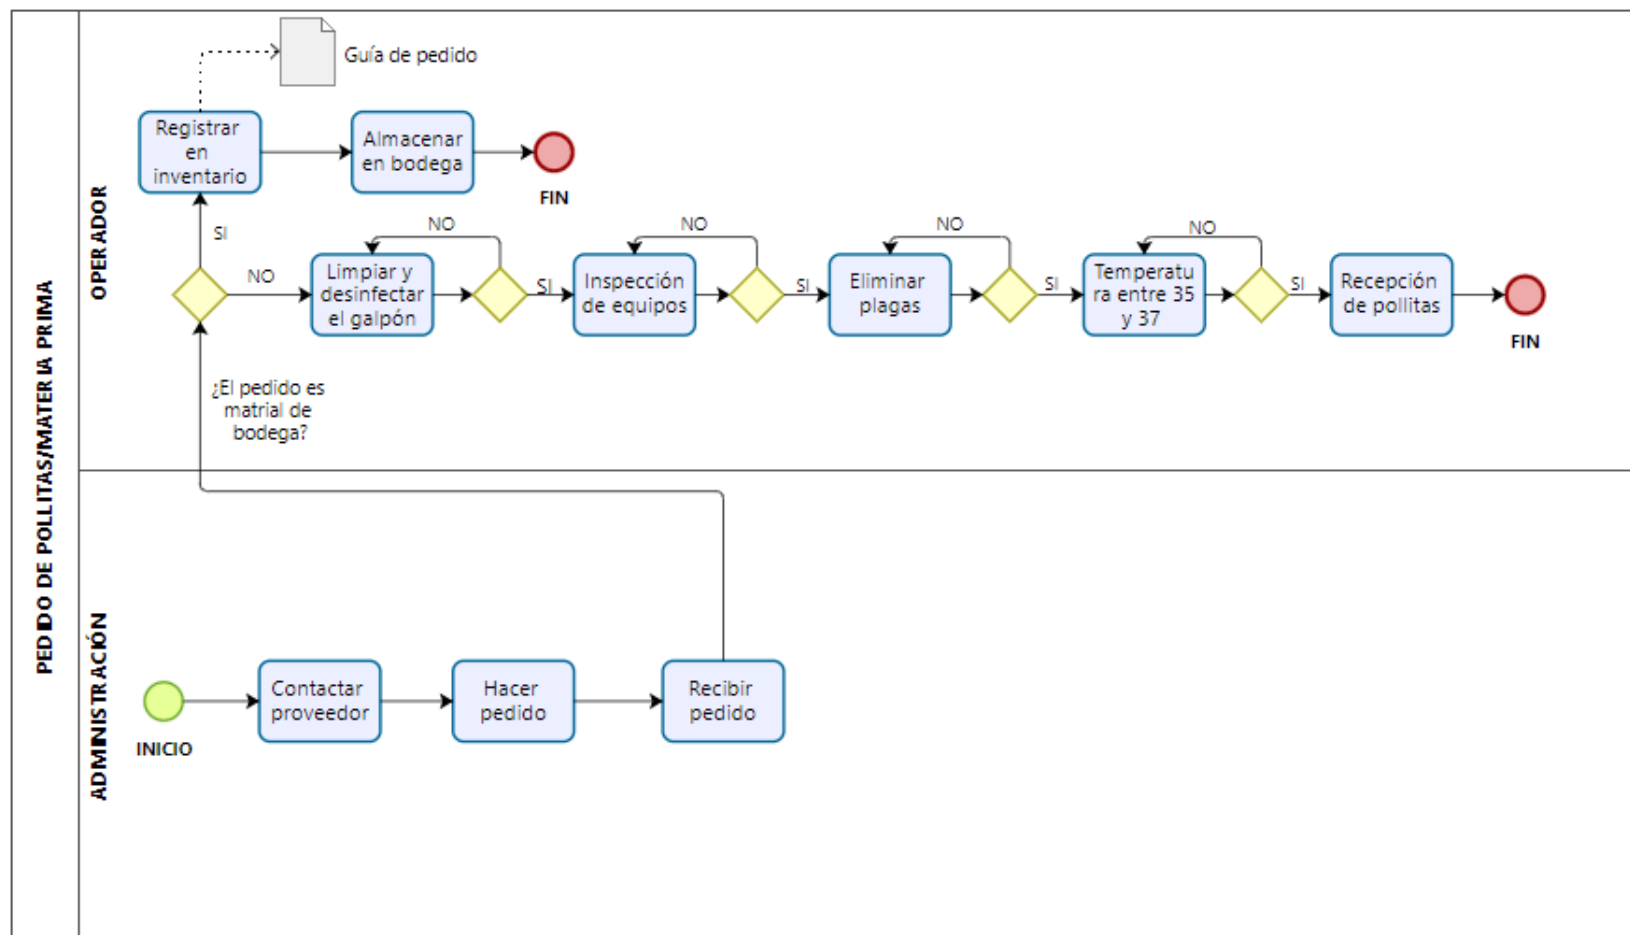 PEDIDO DE POLLITAS/MATERIA PRIMA
OPERADOR
Guía de pedido
Registrar
en
inventario
Almacenar
en bodega
FIN
SI
NO
Limpiar y
desinfectar
el galpón
NO
SI
Inspección
de equipos
NO
SI
Eliminar
plagas
NO
SI
Temperatu
ra entre 35
y 37
NO
SI
Recepción
de pollitas
FIN
¿El pedido es
matrial de
bodega?
ADMINISTRACIÓN
INICIO
Contactar
proveedor
Hacer
pedido
Recibir
pedido